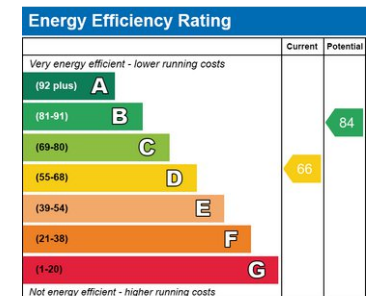 Energy Efficiency Rating
Current Potential
Very energy efficient - lower running costs
(92 plus) A
(81-91) B
84
(69-80) C
(55-68) D
66
(39-54) E
(21-38) F
(1-20) G
Not energy efficient - higher running costs